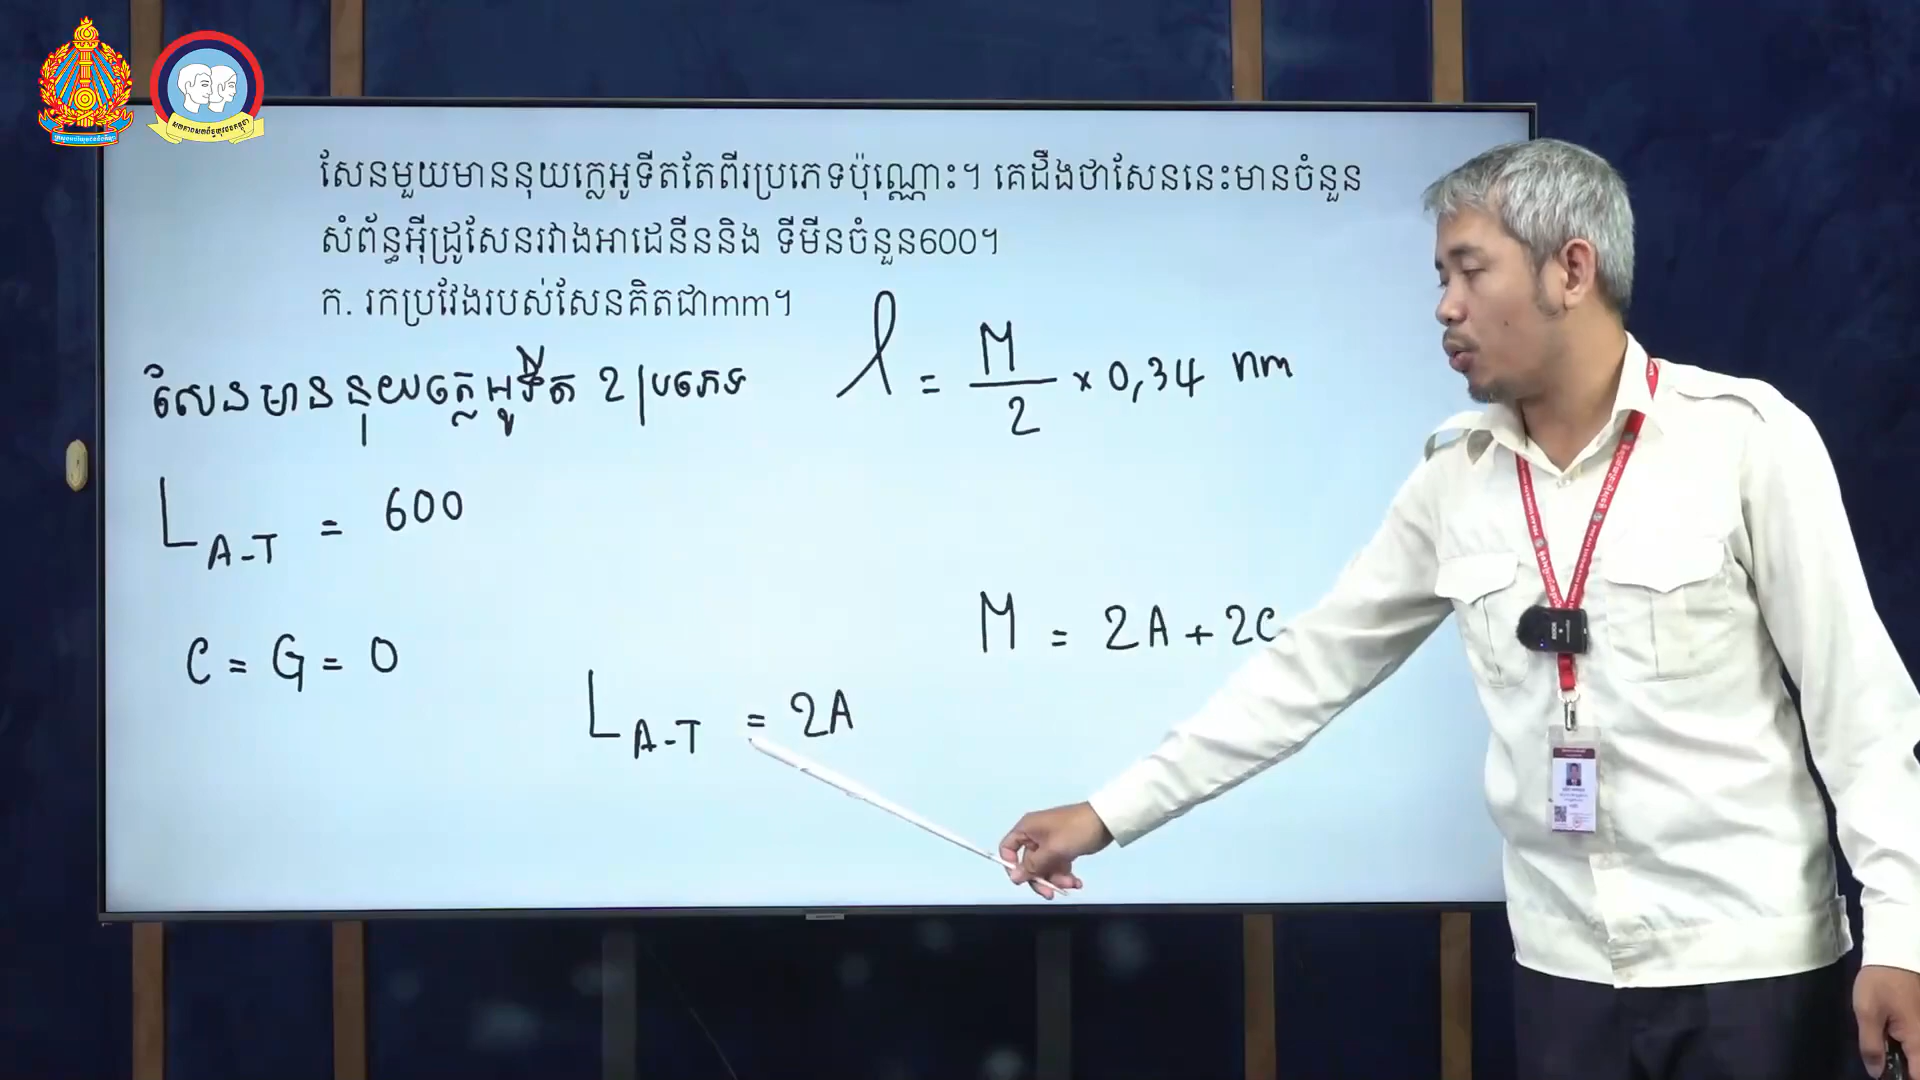 សែនមួយមាននុយក្លេអូទីតតែពីរប្រភេទប៉ុណ្ណោះ។ គេដឹងថាសែននេះមានចំនួន
សំព័ន្ធអ៊ីដ្រូសែនរវាងអាដេនីននិង ទីមីនចំនួន600។
ក. រកប្រវែងរបស់សែនគិតជាmm។
សែនមាននុយក្លេអូទីត 2 ប្រភេទ
l = M/2 × 0,34 nm
L A-T = 600
M = 2A + 2C
C = G = 0
L A-T = 2A